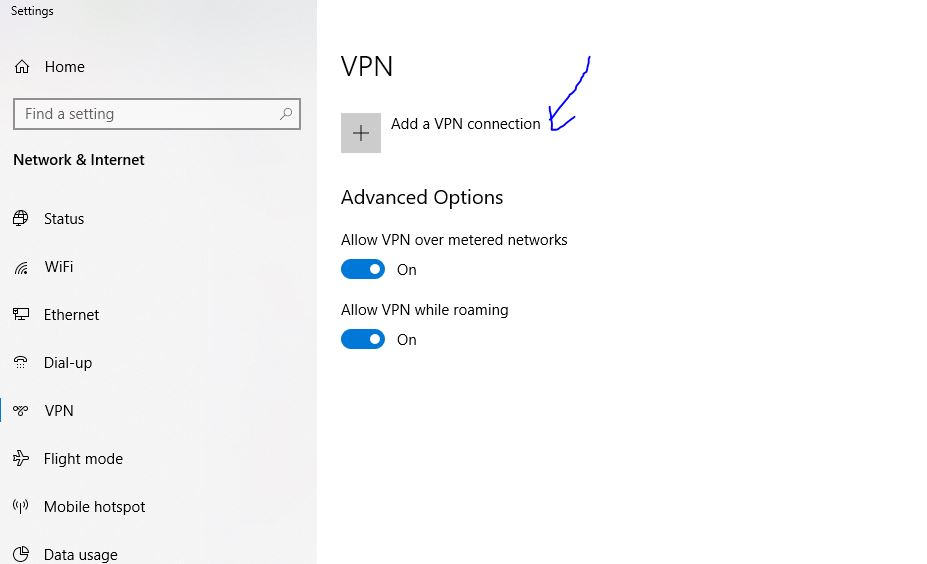 Settings
Home
Find a setting
Network & Internet
Status
WiFi
Ethernet
Dial-up
VPN
Flight mode
Mobile hotspot
Data usage
VPN
Add a VPN connection
Advanced Options
Allow VPN over metered networks
On
Allow VPN while roaming
On